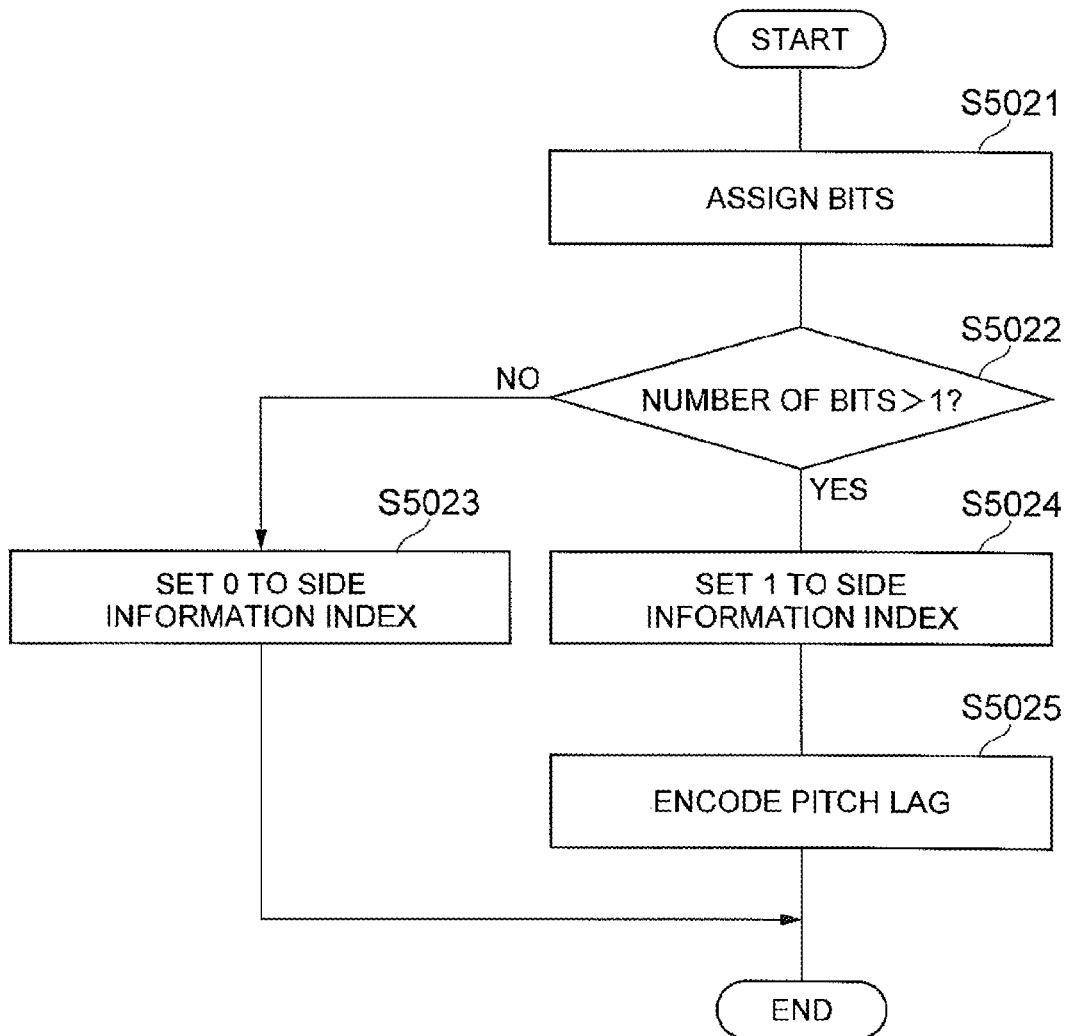 START
S5021
ASSIGN BITS
S5022
NO
NUMBER OF BITS>1?
YES
S5023
S5024
SET 0 TO SIDE
INFORMATION INDEX
SET 1 TO SIDE
INFORMATION INDEX
S5025
ENCODE PITCH LAG
END